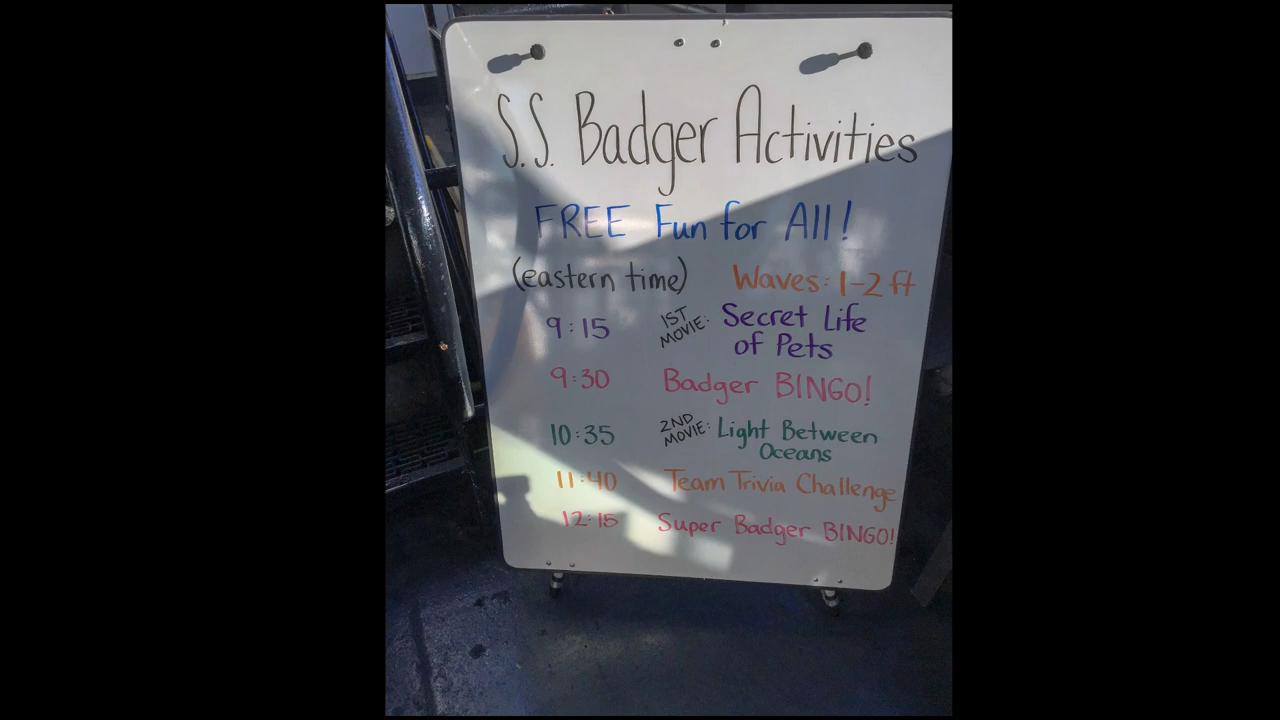 S.S. Badger Activities
FREE Fun for All!
(eastern time) Waves: 1-2 ft
9:15 1ST MOVIE: Secret Life
of Pets
9:30 Badger BINGO!
10:35 2ND MOVIE: Light Between
Oceans
11:40 Team Trivia Challenge
12:15 Super Badger BINGO!